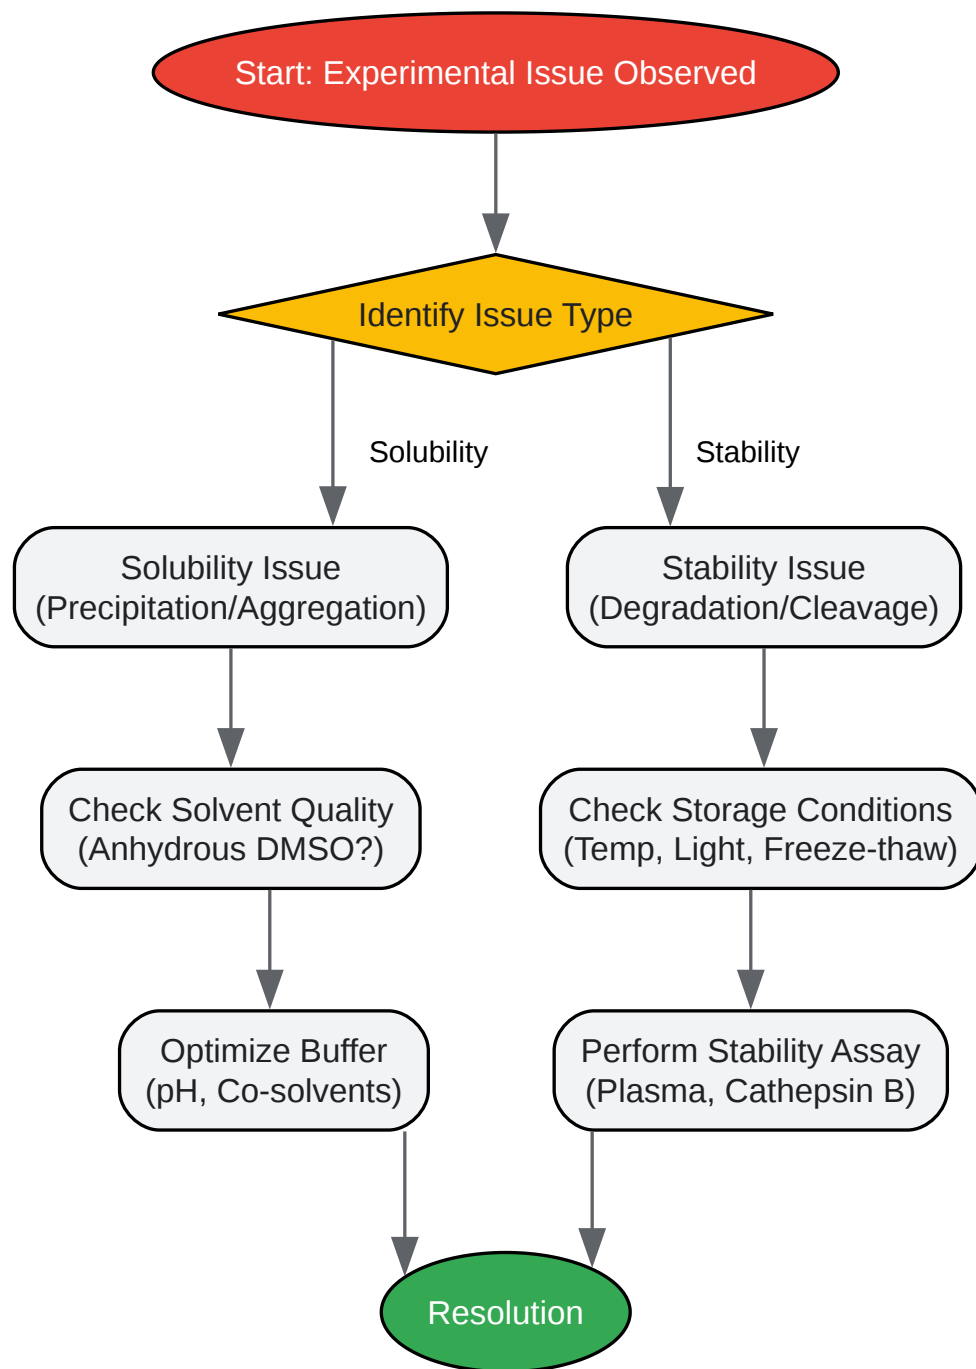 Start: Experimental Issue Observed
Identify Issue Type
Solubility
Stability
Solubility Issue
(Precipitation/Aggregation)
Stability Issue
(Degradation/Cleavage)
Check Solvent Quality
(Anhydrous DMSO?)
Check Storage Conditions
(Temp, Light, Freeze-thaw)
Optimize Buffer
(pH, Co-solvents)
Perform Stability Assay
(Plasma, Cathepsin B)
Resolution